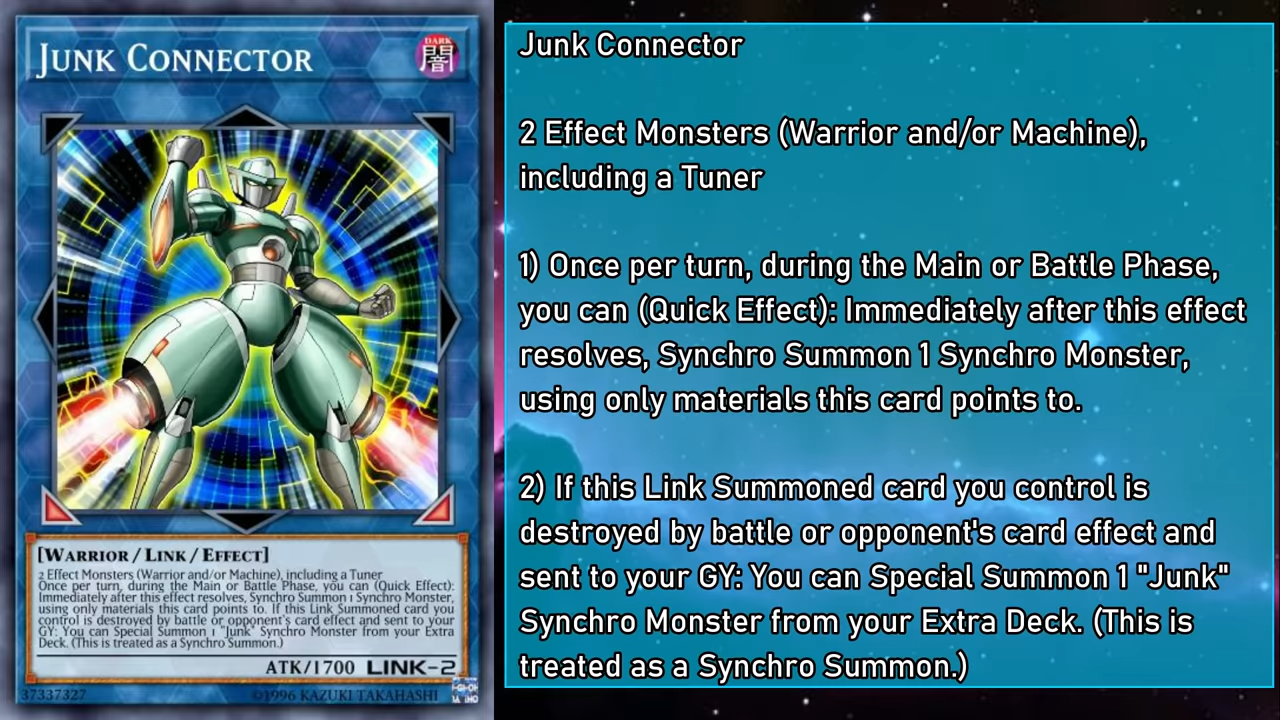 JUNK CONNECTOR
DARK
闇
[WARRIOR / LINK / EFFECT]
2 Effect Monsters (Warrior and/or Machine), including a Tuner
Once per turn, during the Main or Battle Phase, you can (Quick Effect):
Immediately after this effect resolves, Synchro Summon 1 Synchro Monster,
using only materials this card points to. If this Link Summoned card you
control is destroyed by battle or opponent's card effect and sent to your
GY: You can Special Summon 1 "Junk" Synchro Monster from your Extra
Deck. (This is treated as a Synchro Summon.)
ATK/1700 LINK-2
37337327
©1996 KAZUKI TAKAHASHI
Junk Connector
2 Effect Monsters (Warrior and/or Machine),
including a Tuner
1) Once per turn, during the Main or Battle Phase,
you can (Quick Effect): Immediately after this effect
resolves, Synchro Summon 1 Synchro Monster,
using only materials this card points to.
2) If this Link Summoned card you control is
destroyed by battle or opponent's card effect and
sent to your GY: You can Special Summon 1 "Junk"
Synchro Monster from your Extra Deck. (This is
treated as a Synchro Summon.)